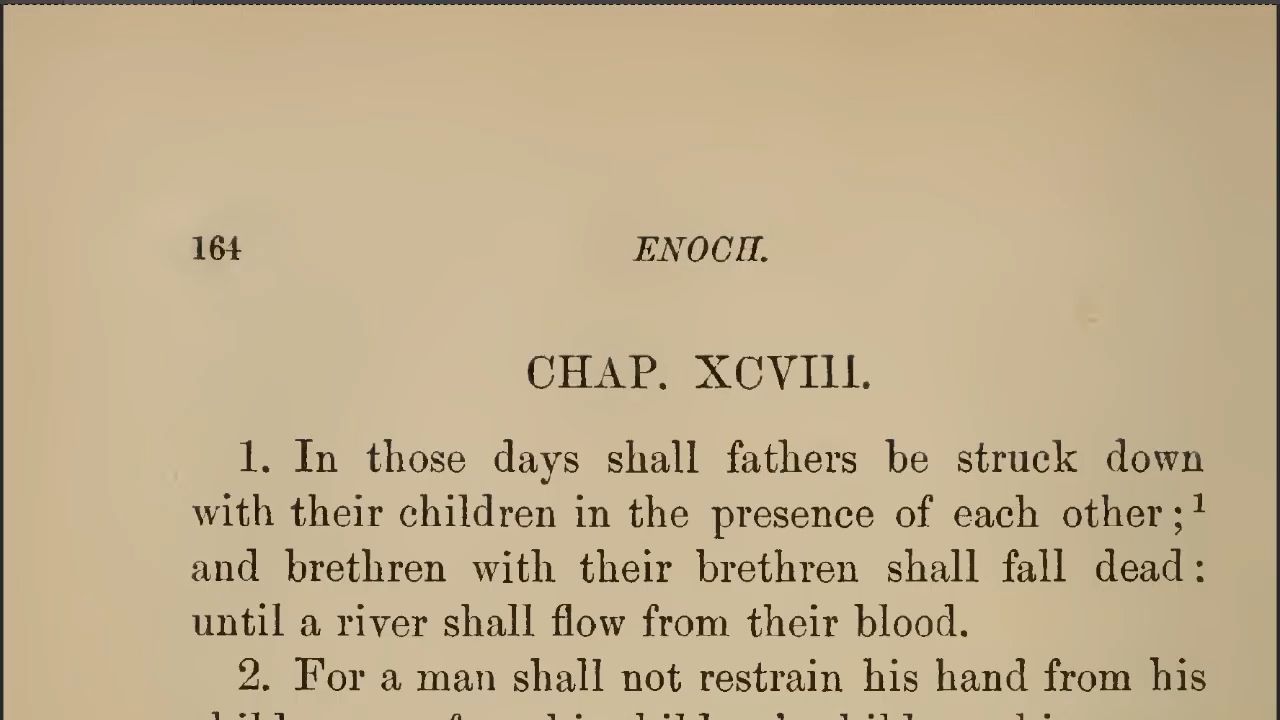 164 ENOCH.
CHAP. XCVIII.
1. In those days shall fathers be struck down
with their children in the presence of each other;¹
and brethren with their brethren shall fall dead:
until a river shall flow from their blood.
2. For a man shall not restrain his hand from his